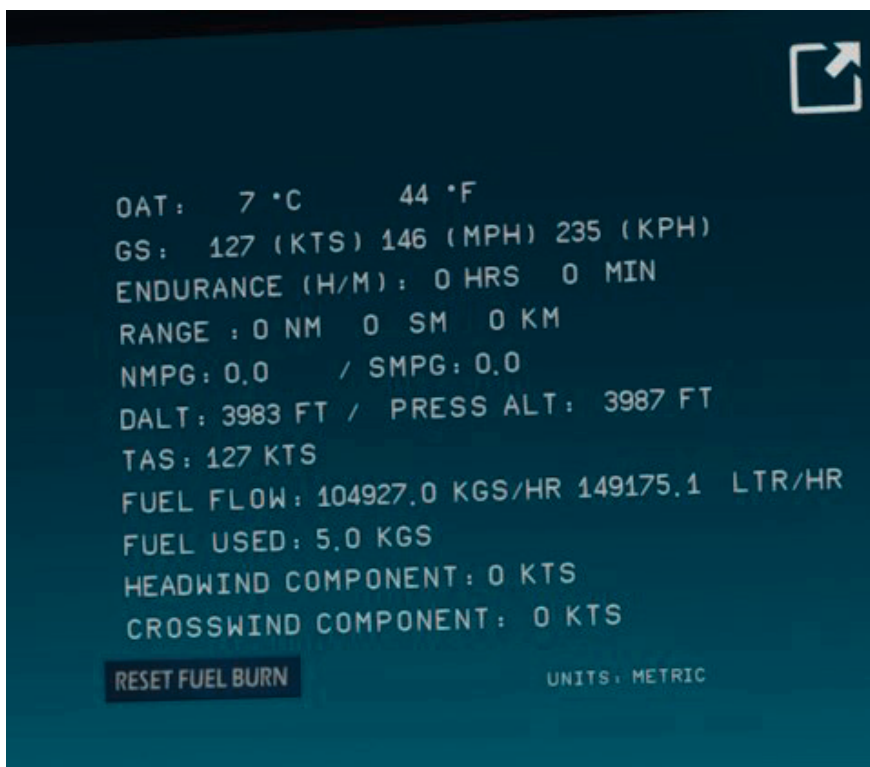 OAT: 7 °C 44 °F
GS: 127 (KTS) 146 (MPH) 235 (KPH)
ENDURANCE (H/M): 0 HRS 0 MIN
RANGE : 0 NM 0 SM 0 KM
NMPG: 0.0 / SMPG: 0.0
DALT: 3983 FT / PRESS ALT: 3987 FT
TAS: 127 KTS
FUEL FLOW: 104927.0 KGS/HR 149175.1 LTR/HR
FUEL USED: 5.0 KGS
HEADWIND COMPONENT: 0 KTS
CROSSWIND COMPONENT: 0 KTS
RESET FUEL BURN UNITS: METRIC